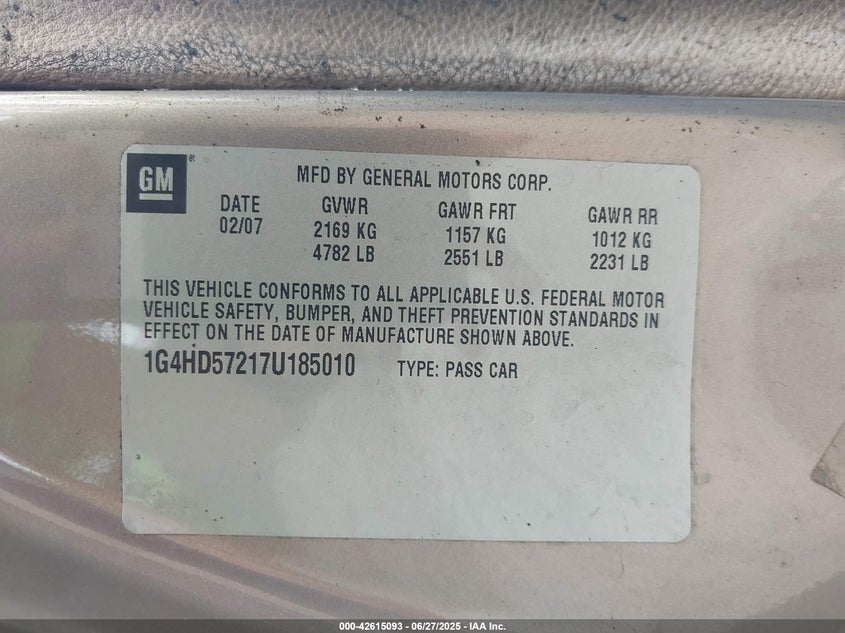 GM®
MFD BY GENERAL MOTORS CORP.
DATE GVWR GAWR FRT GAWR RR
02/07 2169 KG 1157 KG 1012 KG
4782 LB 2551 LB 2231 LB
THIS VEHICLE CONFORMS TO ALL APPLICABLE U.S. FEDERAL MOTOR
VEHICLE SAFETY, BUMPER, AND THEFT PREVENTION STANDARDS IN
EFFECT ON THE DATE OF MANUFACTURE SHOWN ABOVE.
1G4HD57217U185010 TYPE: PASS CAR
000-42615093 - 06/27/2025 - IAA Inc.